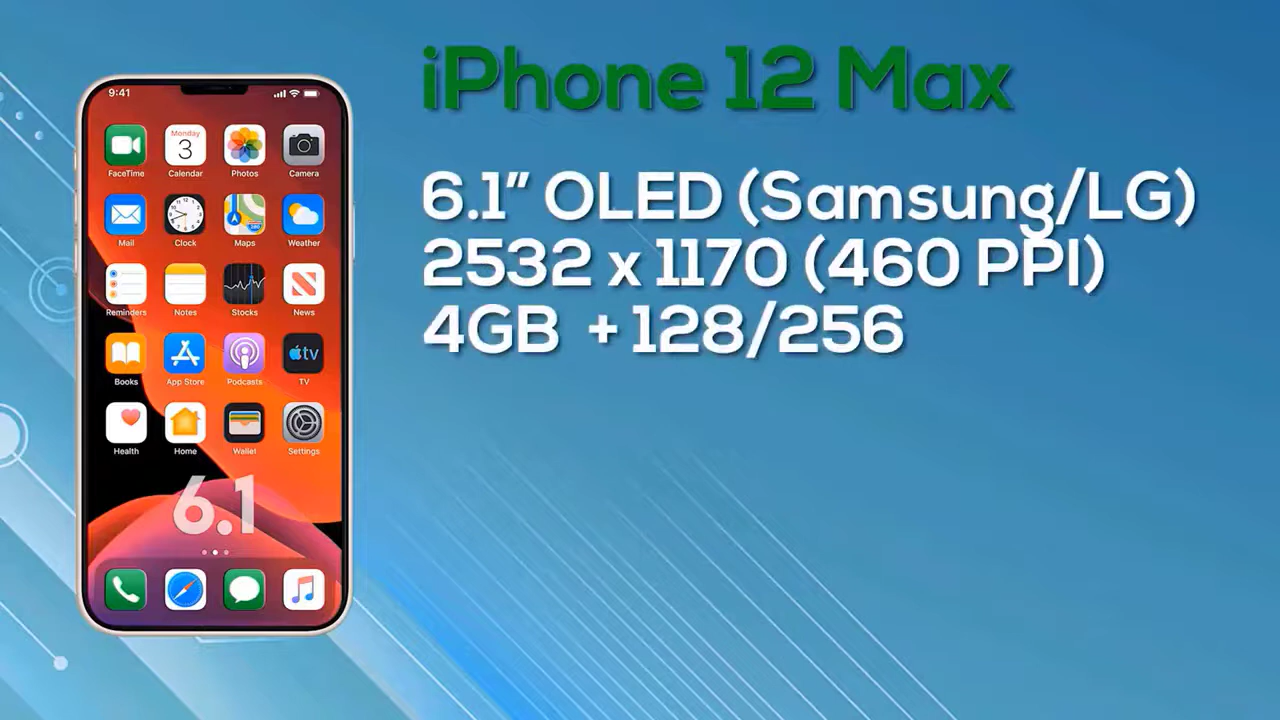 iPhone 12 Max
6.1” OLED (Samsung/LG)
2532 x 1170 (460 PPI)
4GB + 128/256
9:41
Monday
3
FaceTime Calendar Photos Camera
280
Mail Clock Maps Weather
Reminders Notes Stocks News
tv
Books App Store Podcasts TV
Health Home Wallet Settings
6.1